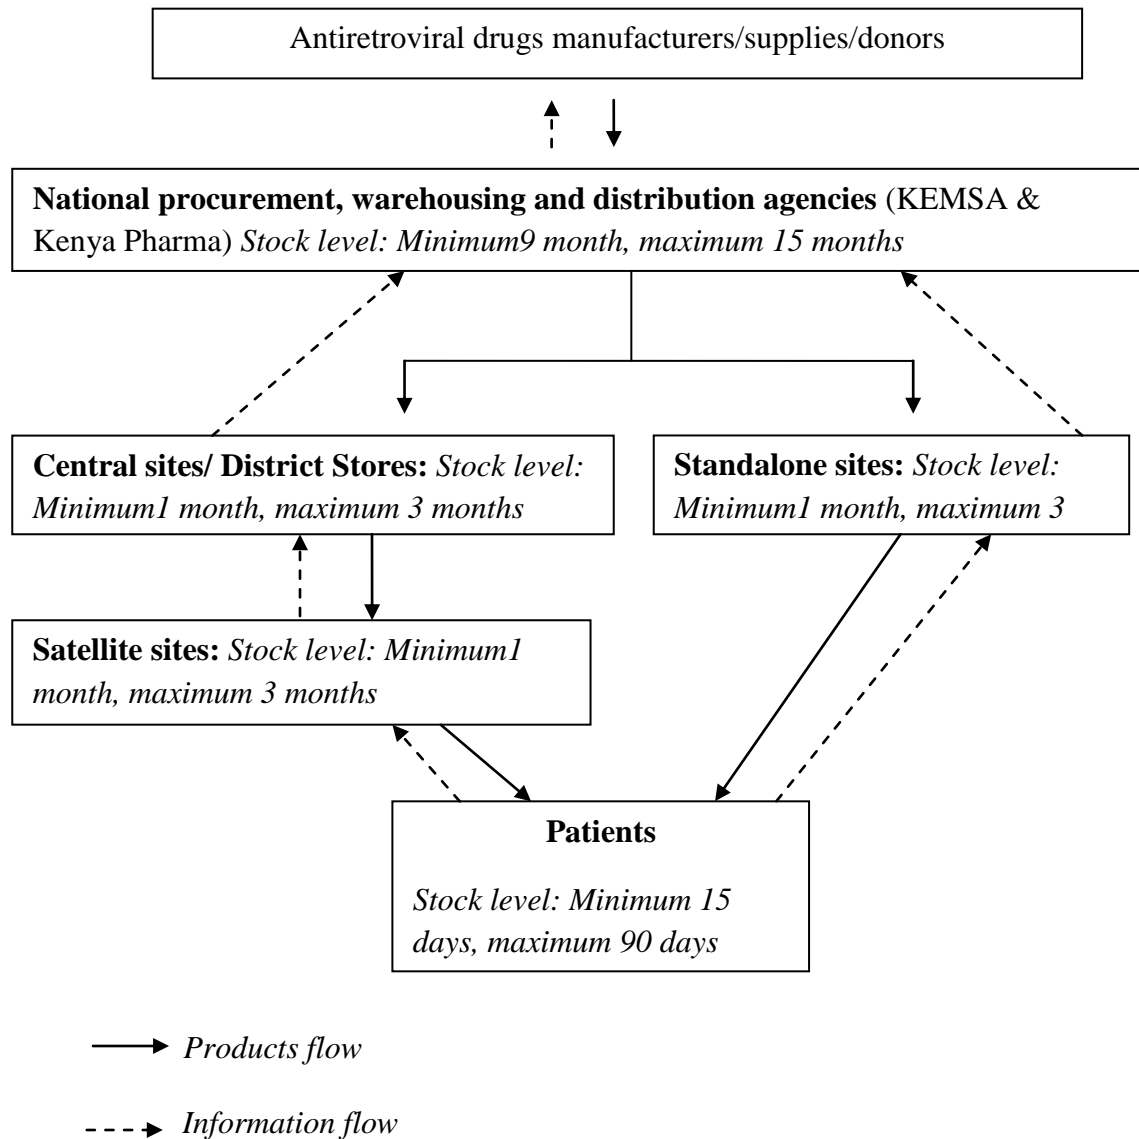 Antiretroviral drugs manufacturers/supplies/donors
National procurement, warehousing and distribution agencies (KEMSA &
Kenya Pharma) Stock level: Minimum9 month, maximum 15 months
Central sites/ District Stores: Stock level:
Minimum1 month, maximum 3 months
Standalone sites: Stock level:
Minimum1 month, maximum 3
Satellite sites: Stock level: Minimum1
month, maximum 3 months
Patients
Stock level: Minimum 15
days, maximum 90 days
Products flow
Information flow